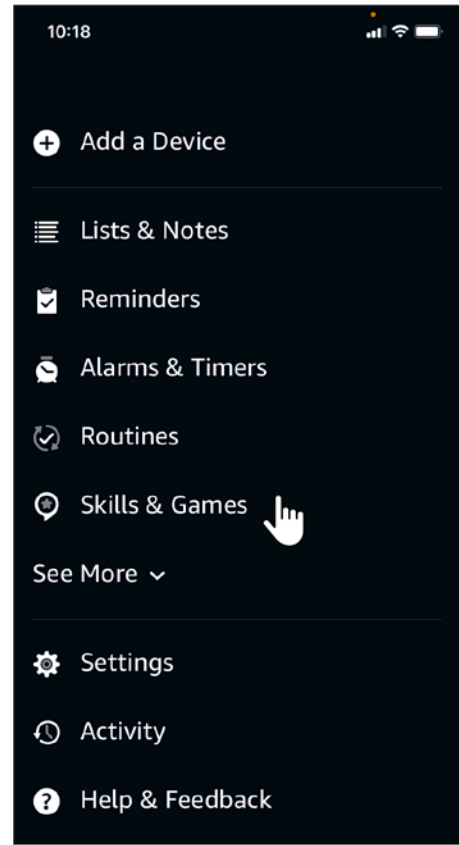 10:18
Add a Device
Lists & Notes
Reminders
Alarms & Timers
Routines
Skills & Games
See More
Settings
Activity
Help & Feedback